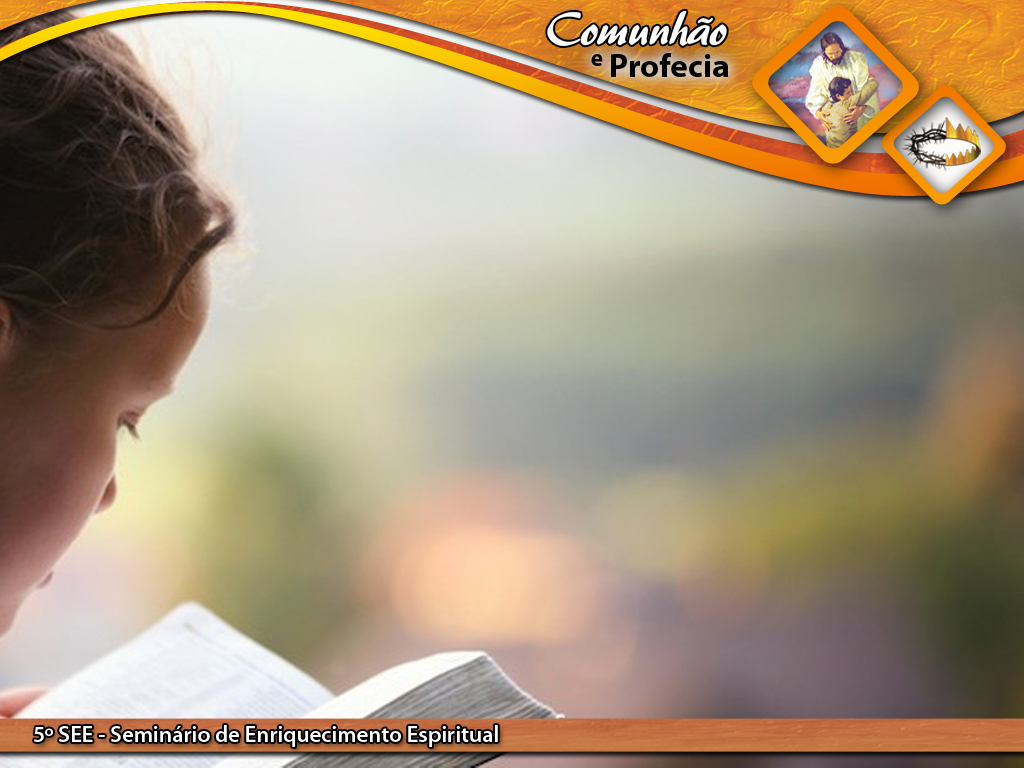 Comunhão
e Profecia
5º SEE - Seminário de Enriquecimento Espiritual